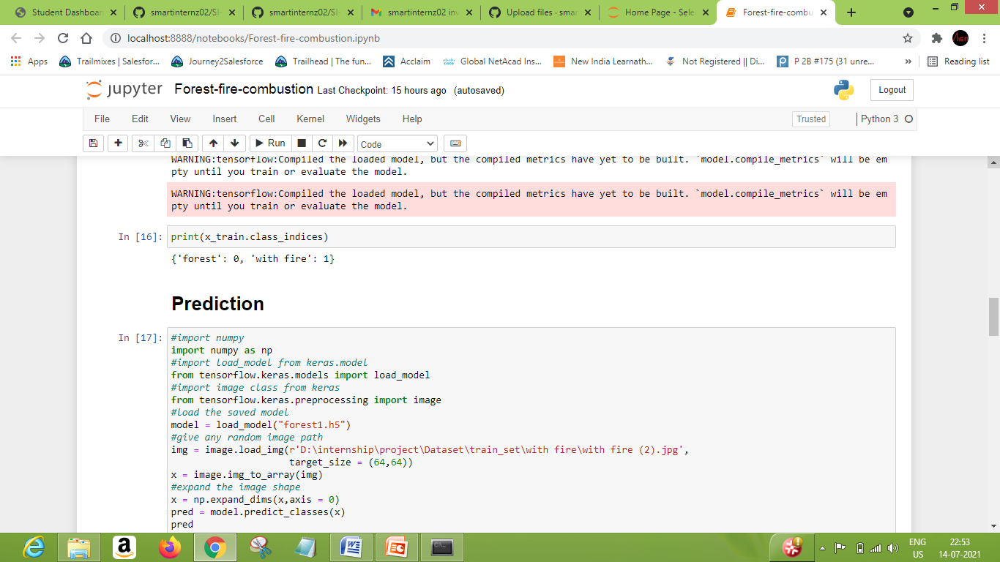 Student Dashboar
smartinternz02/SI-
smartinternz02/SI-
smartinternz02 inv
Upload files · smar
Home Page - Sele
Forest-fire-combu
localhost:8888/notebooks/Forest-fire-combustion.ipynb
Apps
Trailmixes | Salesfor...
Journey2Salesforce
Trailhead | The fun...
Acclaim
Global NetAcad Ins...
New India Learnath...
Not Registered || Di...
P 2B #175 (31 unre...
»
Reading list
jupyter Forest-fire-combustion Last Checkpoint: 15 hours ago (autosaved)
Logout
File Edit View Insert Cell Kernel Widgets Help
Trusted
Python 3
Run
Code
WARNING:tensorflow:Compiled the loaded model, but the compiled metrics have yet to be built. `model.compile_metrics` will be em
pty until you train or evaluate the model.
WARNING:tensorflow:Compiled the loaded model, but the compiled metrics have yet to be built. `model.compile_metrics` will be em
pty until you train or evaluate the model.
In [16]: print(x_train.class_indices)
{'forest': 0, 'with fire': 1}
Prediction
In [17]: #import numpy
import numpy as np
#import load_model from keras.model
from tensorflow.keras.models import load_model
#import image class from keras
from tensorflow.keras.preprocessing import image
#load the saved model
model = load_model("forest1.h5")
#give any random image path
img = image.load_img(r'D:\internship\project\Dataset\train_set\with fire\with fire (2).jpg',
target_size = (64,64))
x = image.img_to_array(img)
#expand the image shape
x = np.expand_dims(x,axis = 0)
pred = model.predict_classes(x)
pred
ENG
US
22:53
14-07-2021